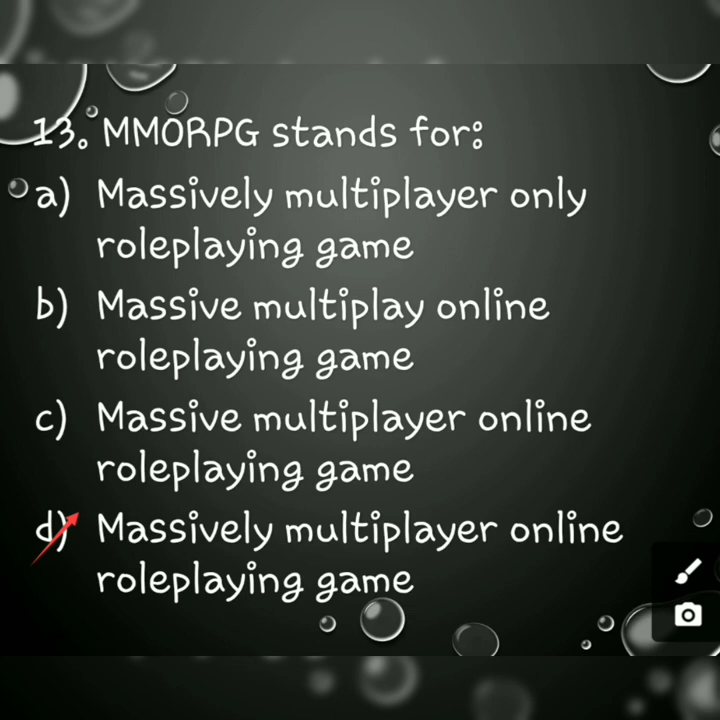 13. MMORPG stands for:
a) Massively multiplayer only
roleplaying game
b) Massive multiplay online
roleplaying game
c) Massive multiplayer online
roleplaying game
d) Massively multiplayer online
roleplaying game